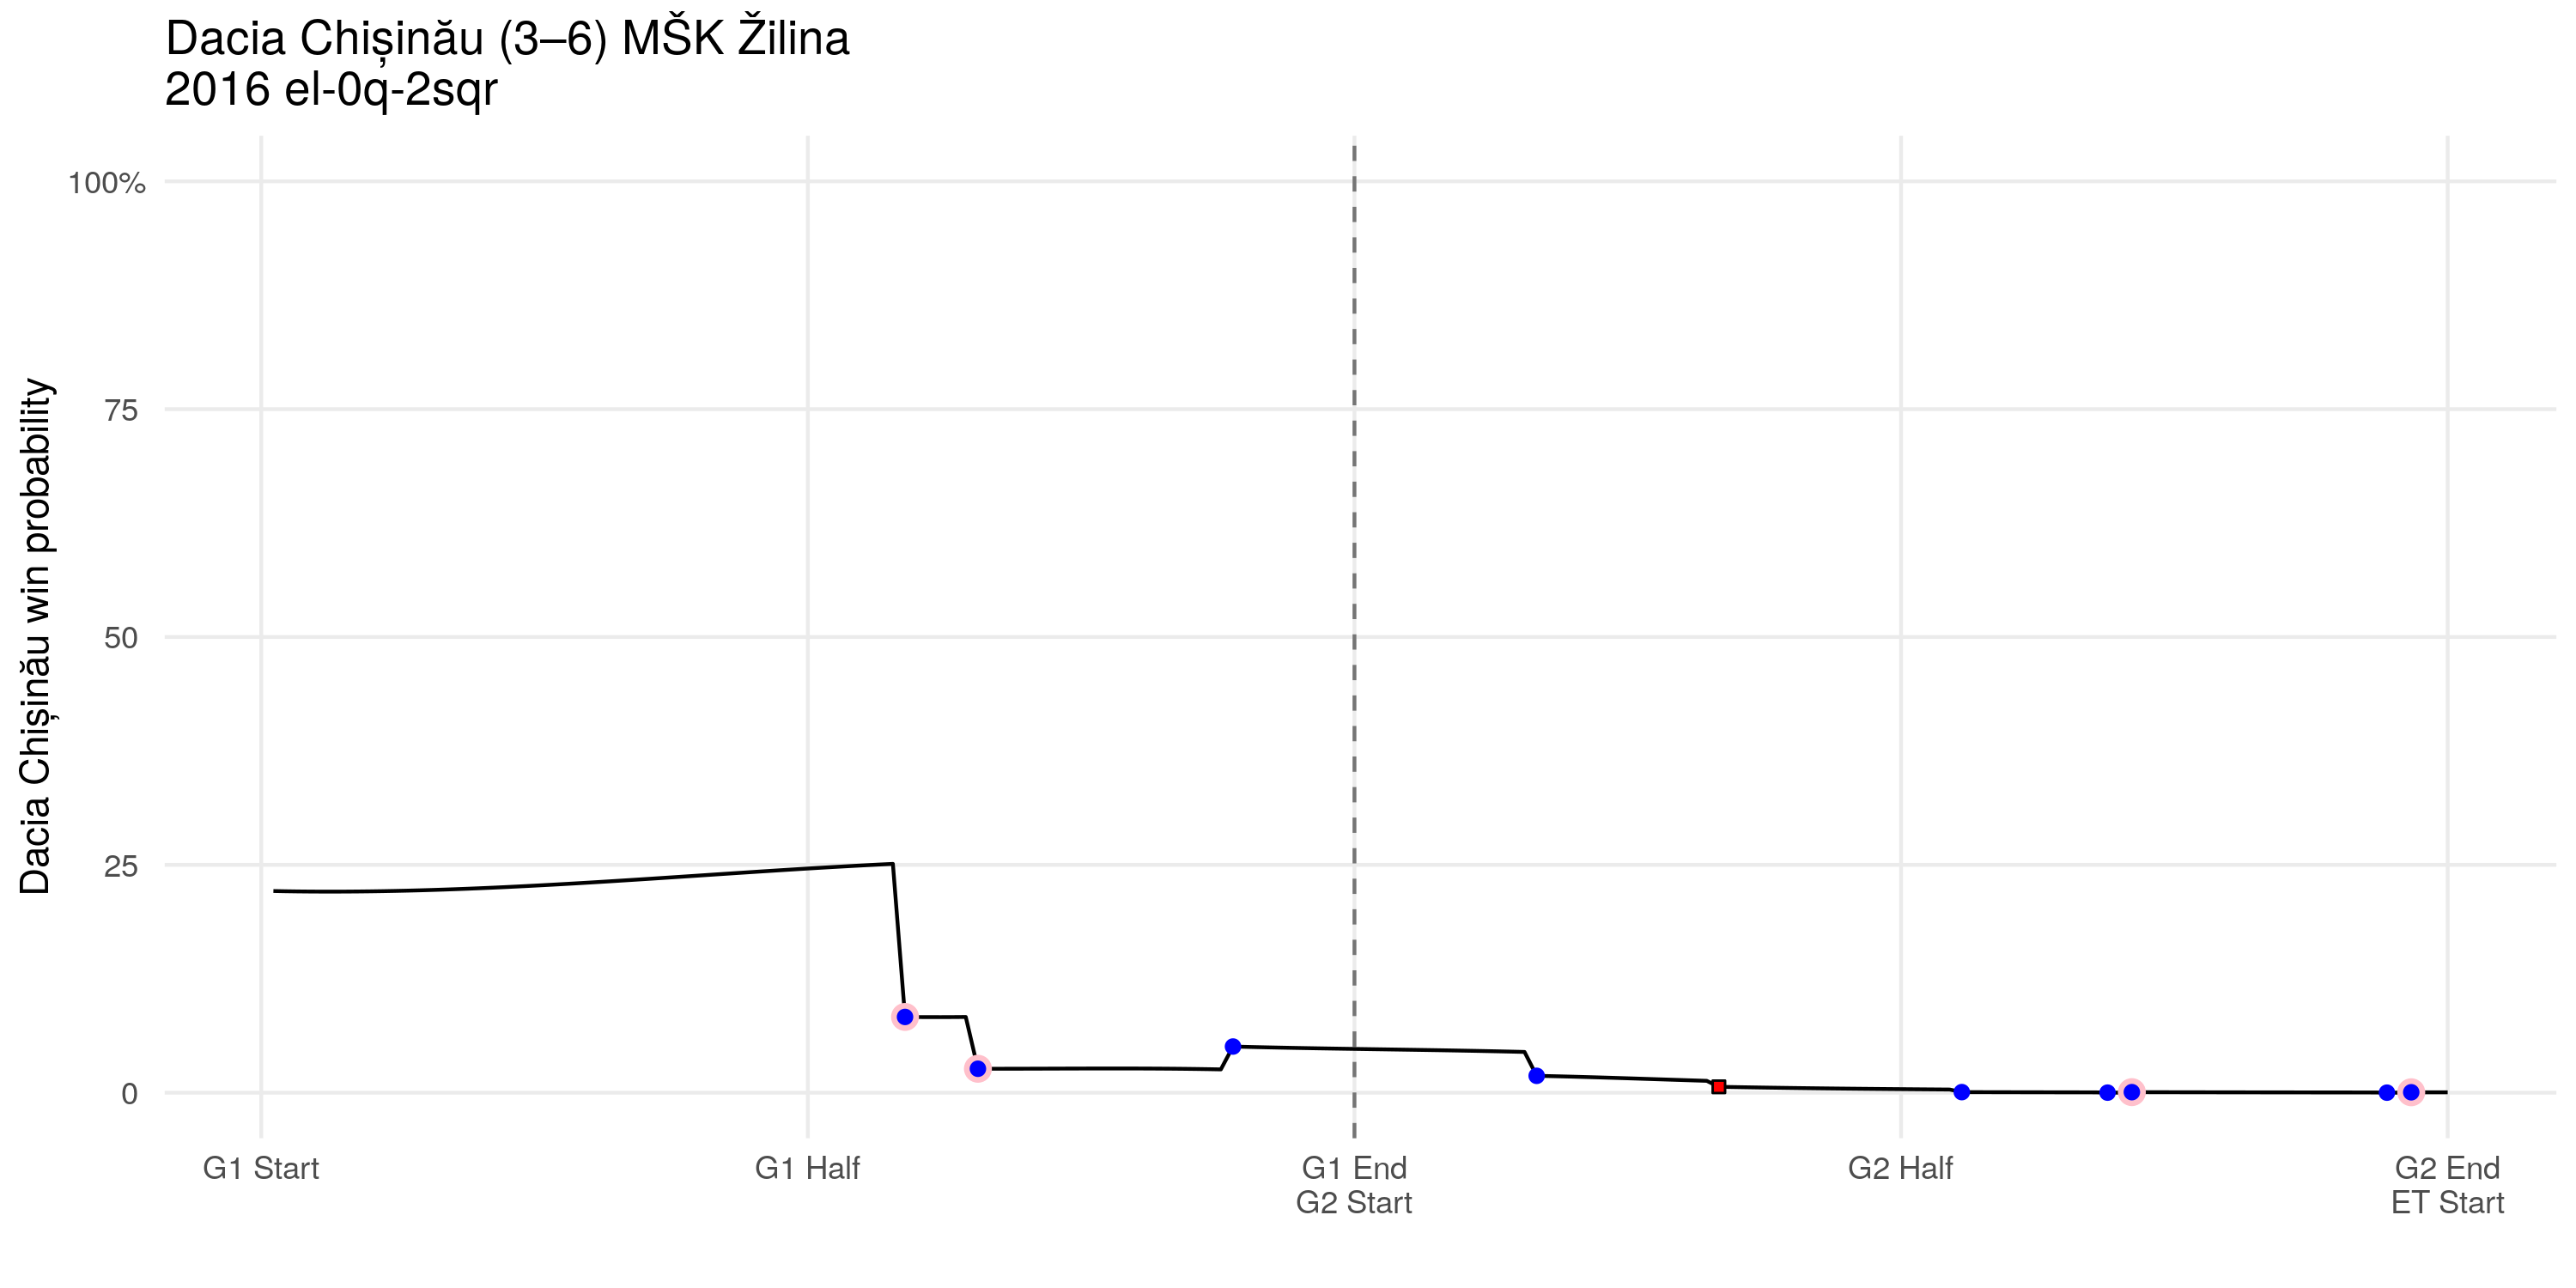 Dacia Chișinău (3–6) MŠK Žilina
2016 el-0q-2sqr
Dacia Chișinău win probability
100%
75
50
25
0
G1 Start
G1 Half
G1 End
G2 Start
G2 Half
G2 End
ET Start